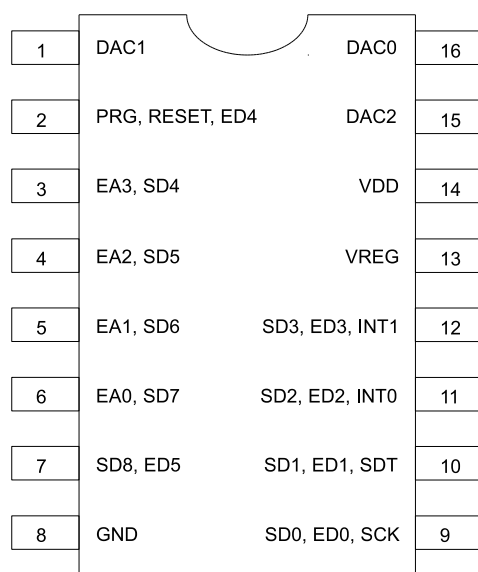 1 DAC1 DAC0 16
2 PRG, RESET, ED4 DAC2 15
3 EA3, SD4 VDD 14
4 EA2, SD5 VREG 13
5 EA1, SD6 SD3, ED3, INT1 12
6 EA0, SD7 SD2, ED2, INT0 11
7 SD8, ED5 SD1, ED1, SDT 10
8 GND SD0, ED0, SCK 9